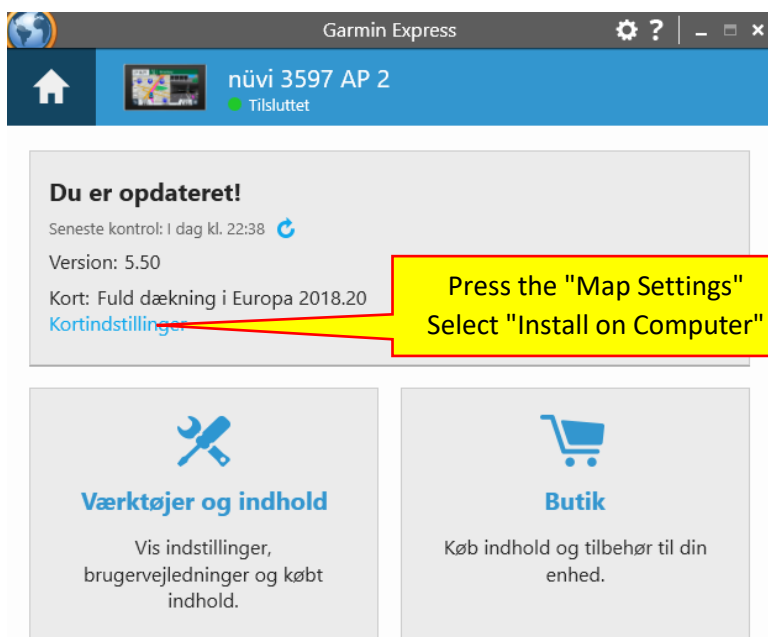 Garmin Express
nüvi 3597 AP 2
Tilsluttet
Du er opdateret!
Seneste kontrol: I dag kl. 22:38
Version: 5.50
Kort: Fuld dækning i Europa 2018.20
Kortindstillinger
Press the "Map Settings"
Select "Install on Computer"
Værktøjer og indhold
Vis indstillinger,
brugervejledninger og købt
indhold.
Butik
Køb indhold og tilbehør til din
enhed.